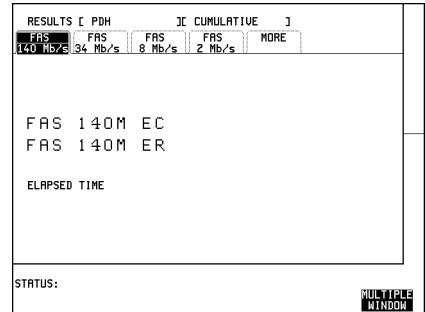 RESULTS [ PDH ][ CUMULATIVE ]
FAS FAS FAS FAS MORE
140 Mb/s 34 Mb/s 8 Mb/s 2 Mb/s
FAS 140M EC
FAS 140M ER
ELAPSED TIME
STATUS:
MULTIPLE
WINDOW